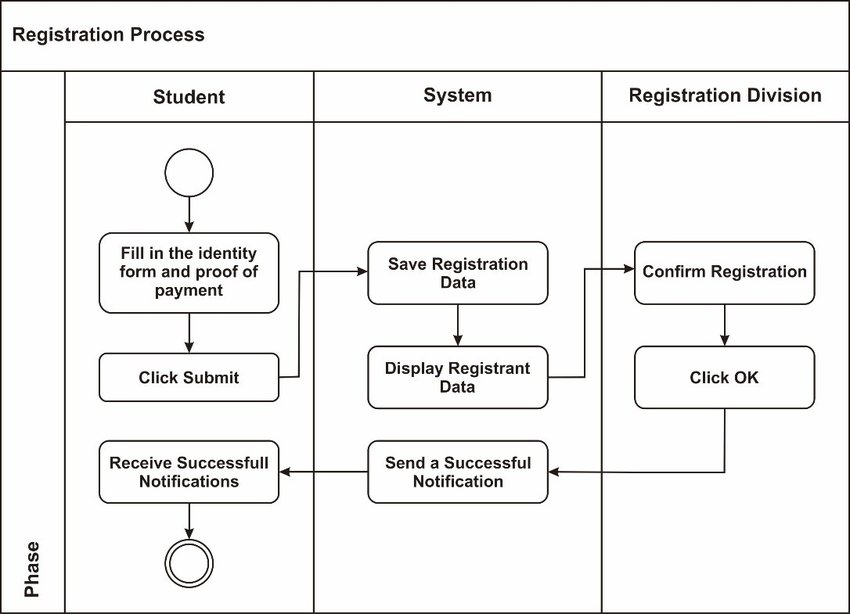 Registration Process
Student
System
Registration Division
Fill in the identity
form and proof of
payment
Save Registration
Data
Confirm Registration
Click Submit
Display Registrant
Data
Click OK
Receive Successfull
Notifications
Send a Successful
Notification
Phase